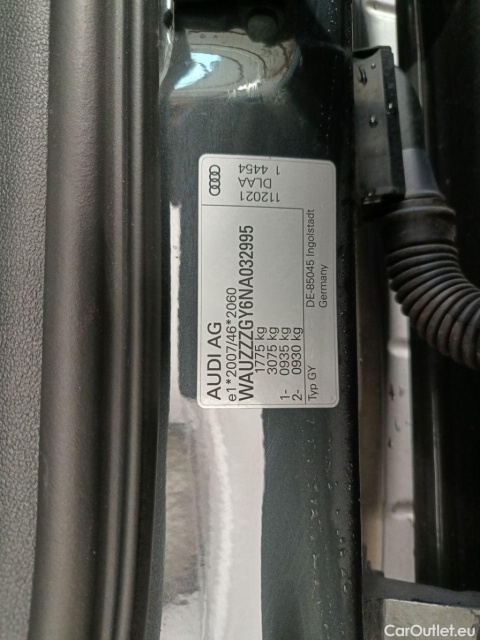 AUDI AG
e1*2007/46*2060
WAUZZZGY6NA032995
1775 kg
3075 kg
1- 0935 kg
2- 0930 kg
Typ GY
112021
DLAA
1 4454
DE-85045 Ingolstadt
Germany
CarOutlet.eu